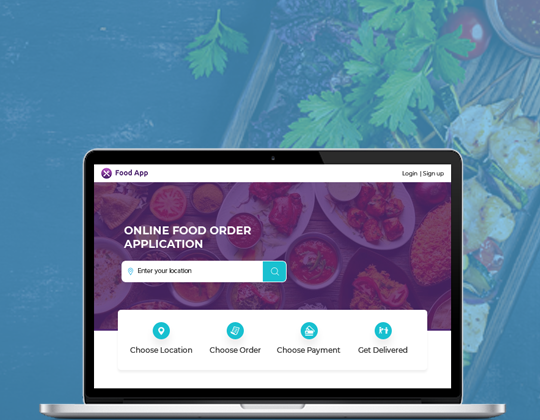 Food App
Login | Sign up
ONLINE FOOD ORDER
APPLICATION
Enter your location
Choose Location
Choose Order
Choose Payment
Get Delivered